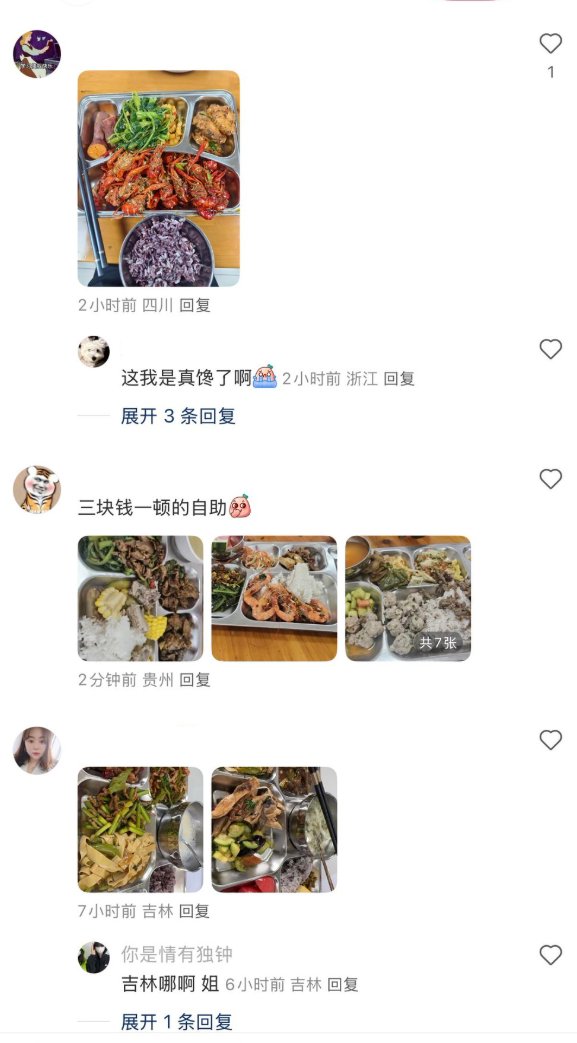 1
2小时前 四川 回复
这我是真馋了啊 2小时前 浙江 回复
展开 3 条回复
三块钱一顿的自助
共7张
2分钟前 贵州 回复
7小时前 吉林 回复
你是情有独钟
吉林哪啊 姐 6小时前 吉林 回复
展开 1 条回复